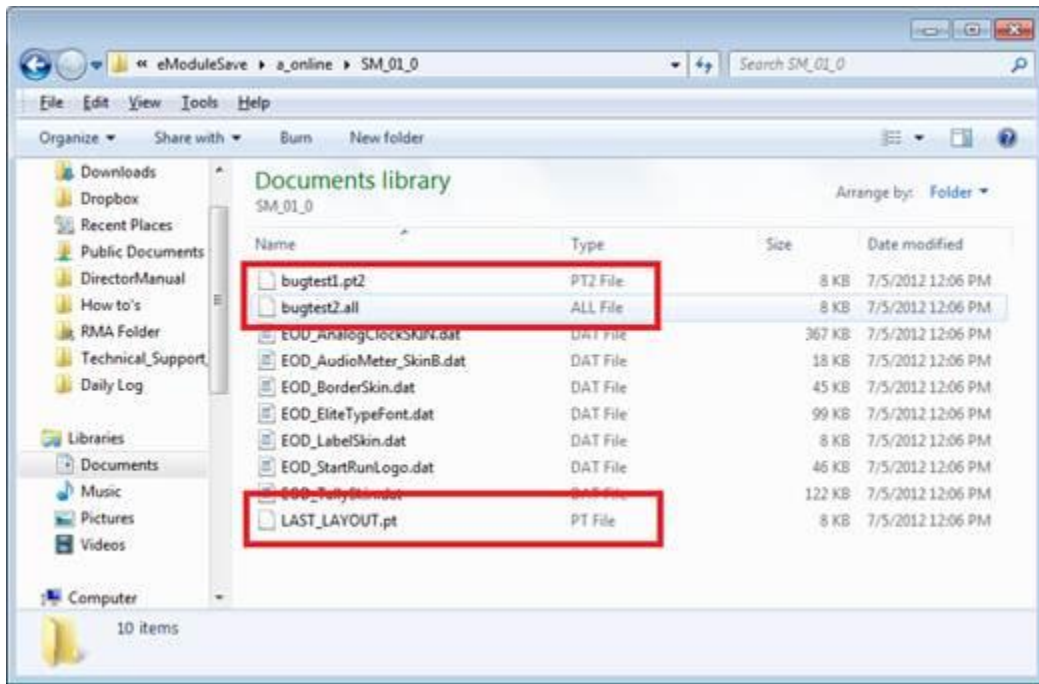 « eModuleSave ▸ a_online ▸ SM_01_0 Search SM_01_0
File Edit View Tools Help
Organize Share with Burn New folder
Downloads
Dropbox
Recent Places
Public Documents
DirectorManual
How to's
RMA Folder
Technical_Support_
Daily Log
Libraries
Documents
Music
Pictures
Videos
Computer
Documents library
SM_01_0
Arrange by: Folder
Name Type Size Date modified
bugtest1.pt2 PT2 File 8 KB 7/5/2012 12:06 PM
bugtest2.all ALL File 8 KB 7/5/2012 12:06 PM
EOD_AnalogClockSKIN.dat DAT File 367 KB 7/5/2012 12:06 PM
EOD_AudioMeter_SkinB.dat DAT File 18 KB 7/5/2012 12:06 PM
EOD_BorderSkin.dat DAT File 45 KB 7/5/2012 12:06 PM
EOD_EliteTypeFont.dat DAT File 99 KB 7/5/2012 12:06 PM
EOD_LabelSkin.dat DAT File 8 KB 7/5/2012 12:06 PM
EOD_StartRunLogo.dat DAT File 46 KB 7/5/2012 12:06 PM
EOD_TallySkin.dat DAT File 122 KB 7/5/2012 12:06 PM
LAST_LAYOUT.pt PT File 8 KB 7/5/2012 12:06 PM
10 items